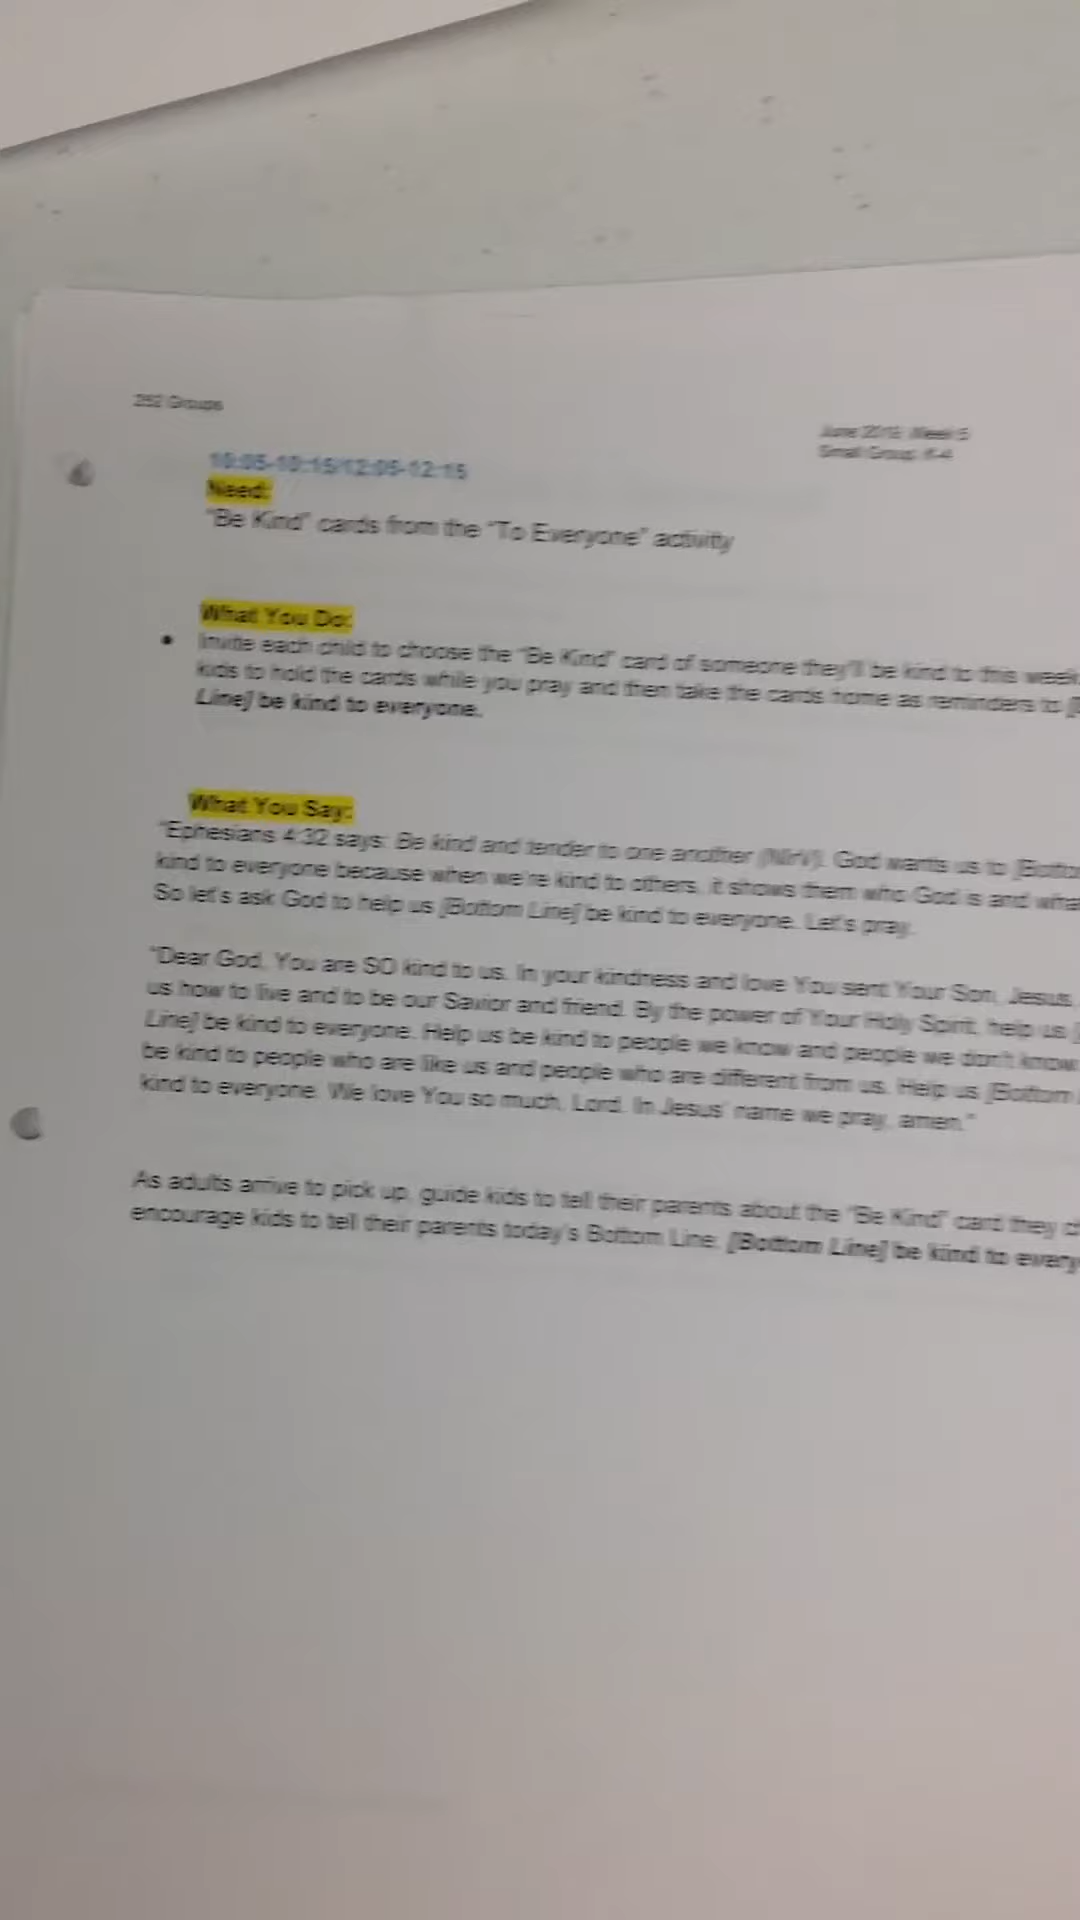 252 Groups
June 2019 Week 5
Small Group, K-4
10:05-10:15/12:05-12:15
Need:
"Be Kind" cards from the "To Everyone" activity
What You Do:
• Invite each child to choose the "Be Kind" card of someone they'll be kind to this week.
kids to hold the cards while you pray and then take the cards home as reminders to
Line] be kind to everyone.
What You Say:
"Ephesians 4:32 says: Be kind and tender to one another (NIrV). God wants us to [Bottom
kind to everyone because when we're kind to others, it shows them who God is and what
So let's ask God to help us [Bottom Line] be kind to everyone. Let's pray.
"Dear God, You are SO kind to us. In your kindness and love You sent Your Son, Jesus,
us how to live and to be our Savior and friend. By the power of Your Holy Spirit, help us
Line] be kind to everyone. Help us be kind to people we know and people we don't know.
be kind to people who are like us and people who are different from us. Help us [Bottom
kind to everyone. We love You so much, Lord. In Jesus' name we pray, amen."
As adults arrive to pick up, guide kids to tell their parents about the "Be Kind" card they
encourage kids to tell their parents today's Bottom Line, [Bottom Line] be kind to every